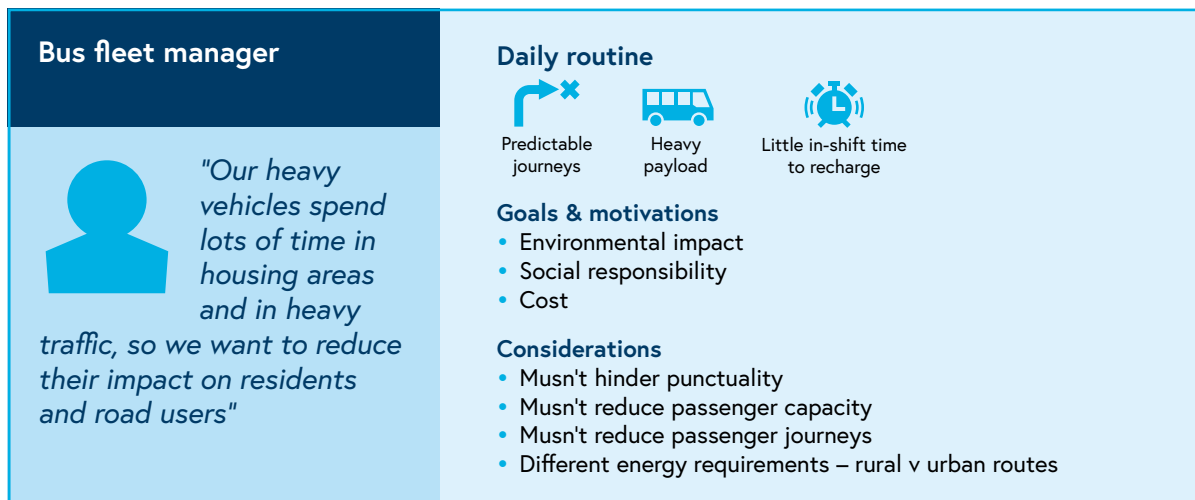 Bus fleet manager
"Our heavy
vehicles spend
lots of time in
housing areas
and in heavy
traffic, so we want to reduce
their impact on residents
and road users"
Daily routine
Predictable
journeys
Heavy
payload
Little in-shift time
to recharge
Goals & motivations
• Environmental impact
• Social responsibility
• Cost
Considerations
• Musn't hinder punctuality
• Musn't reduce passenger capacity
• Musn't reduce passenger journeys
• Different energy requirements – rural v urban routes